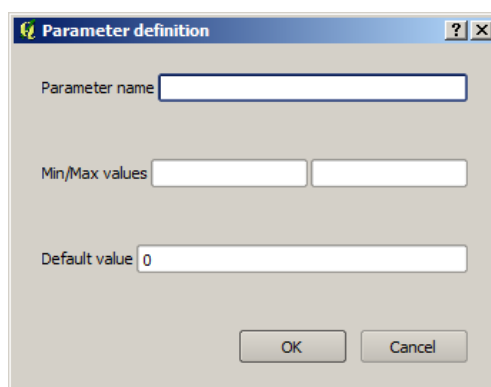 Parameter definition
Parameter name
Min/Max values
Default value 0
OK Cancel